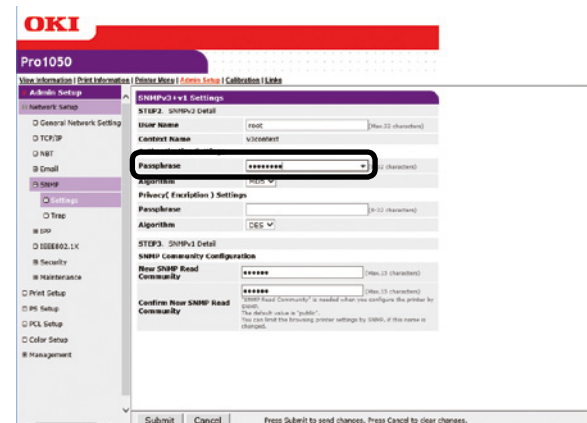 OKI
Pro1050
View Information | Print Information | Printer Menu | Admin Setup | Calibration | Links
Admin Setup
Network Setup
General Network Setting
TCP/IP
NBT
Email
SNMP
Settings
Trap
IPP
IEEE802.1X
Security
Maintenance
Print Setup
PS Setup
PCL Setup
Color Setup
Management
SNMPv3+v1 Settings
STEP2. SNMPv3 Detail
User Name root (Max.32 characters)
Context Name v3context
Passphrase •••••••• characters)
Algorithm MD5
Privacy( Encription ) Settings
Passphrase (8-32 characters)
Algorithm DES
STEP3. SNMPv1 Detail
SNMP Community Configuration
New SNMP Read Community •••••• (Max.15 characters)
Confirm New SNMP Read Community •••••• (Max.15 characters)
"SNMP Read Community" is needed when you configure the printer by SNMP.
The default value is "public".
You can limit the browsing printer settings by SNMP, if this name is changed.
Submit Cancel Press Submit to send changes. Press Cancel to clear changes.